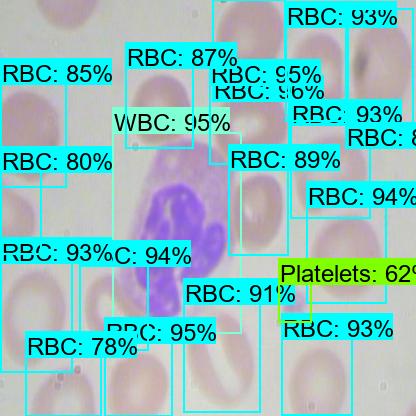 RBC: 93%
RBC: 87%
RBC: 85%
RBC: 95%
RBC: 96%
RBC: 93%
WBC: 95%
RBC: 8
RBC: 80%
RBC: 89%
RBC: 94%
RBC: 93%
C: 94%
Platelets: 62%
RBC: 91%
RBC: 95%
RBC: 93%
RBC: 78%